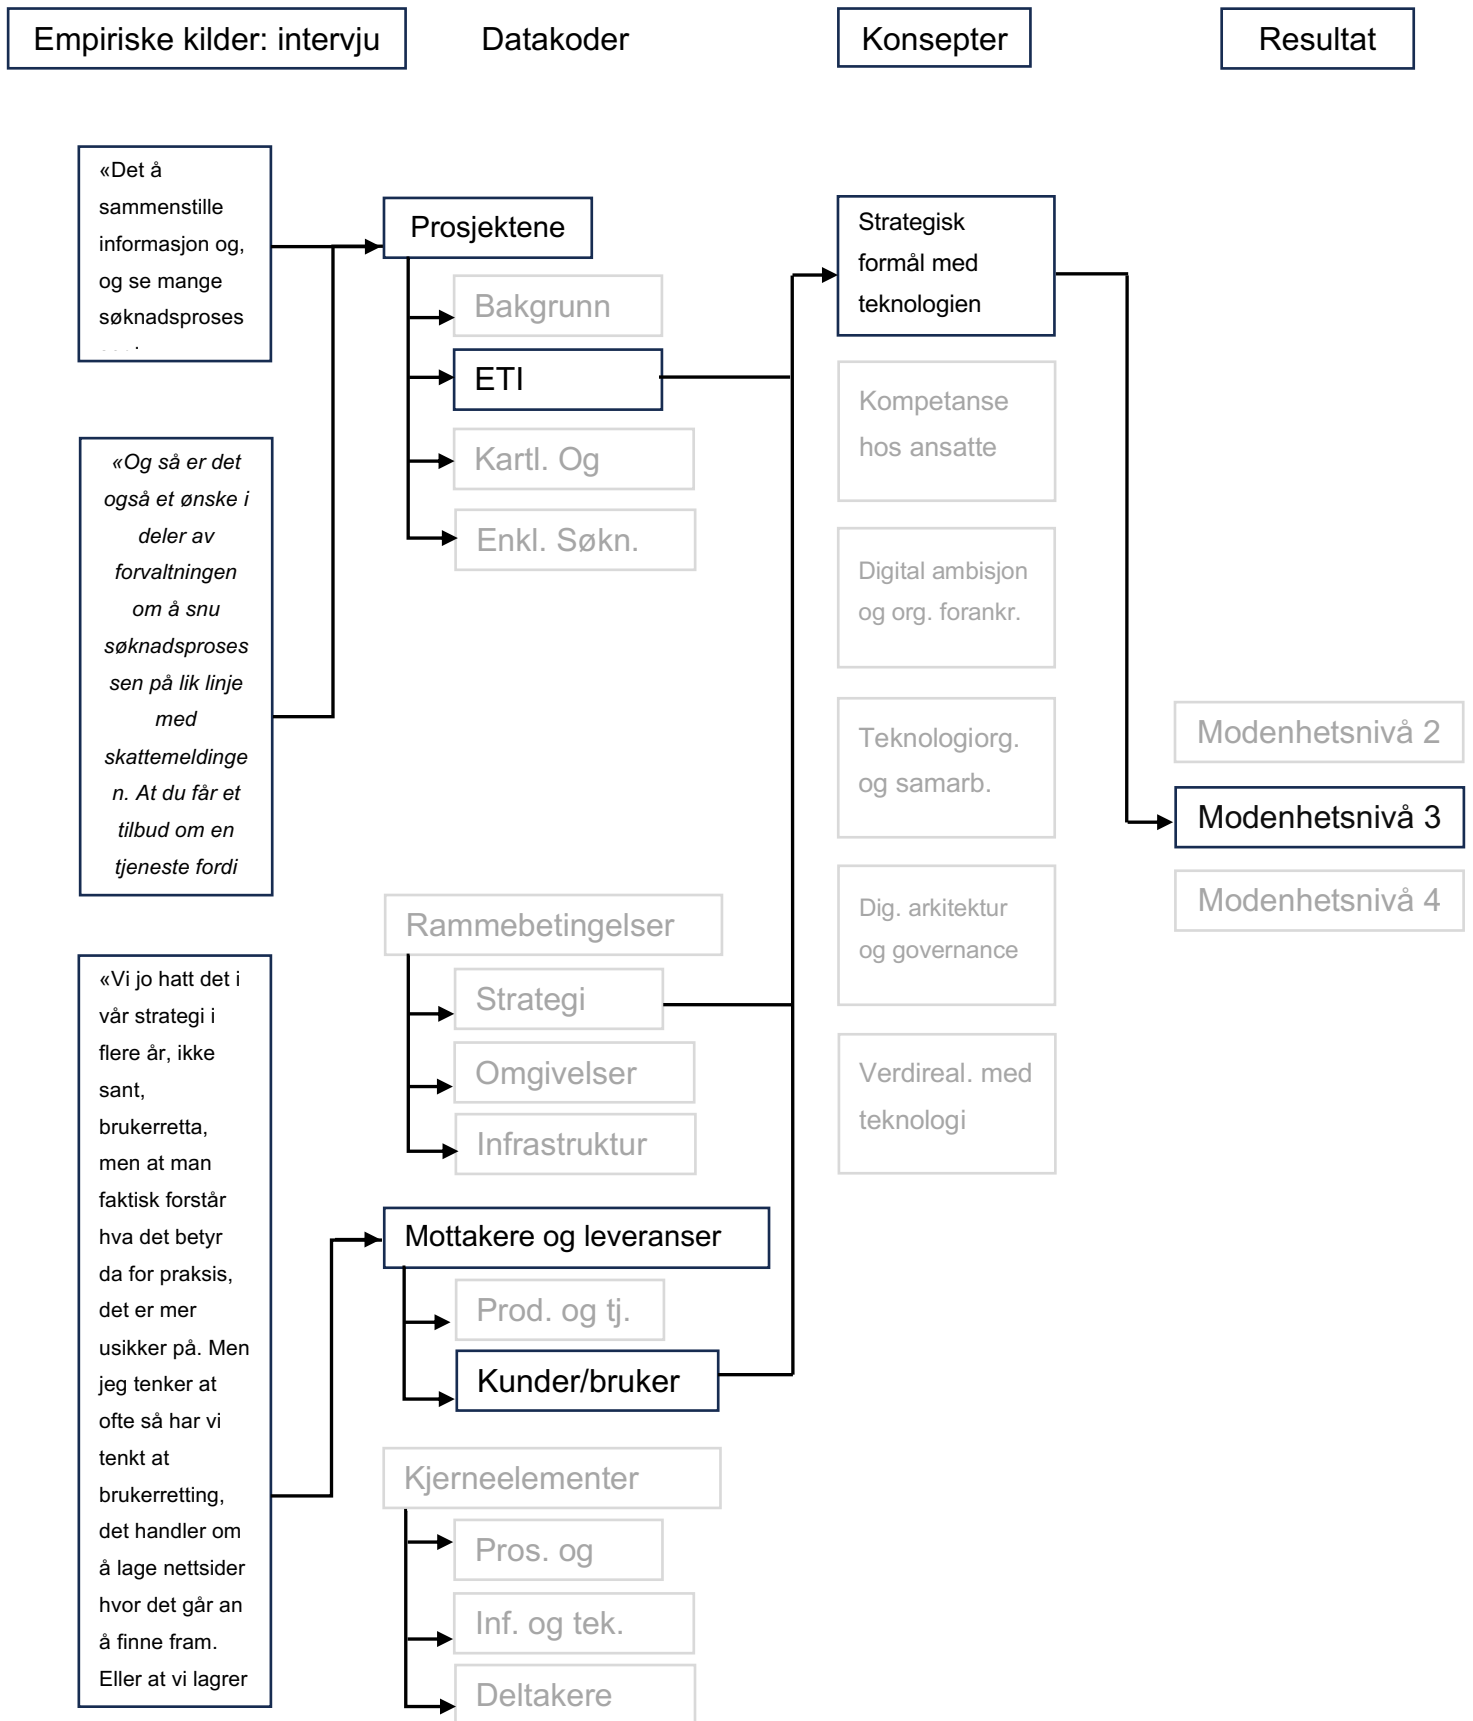 Empiriske kilder: intervju
Datakoder
Konsepter
Resultat
«Det å
sammenstille
informasjon og,
og se mange
søknadsproses
«Og så er det
også et ønske i
deler av
forvaltningen
om å snu
søknadsproses
sen på lik linje
med
skattemeldinge
n. At du får et
tilbud om en
tjeneste fordi
«Vi jo hatt det i
vår strategi i
flere år, ikke
sant,
brukerretta,
men at man
faktisk forstår
hva det betyr
da for praksis,
det er mer
usikker på. Men
jeg tenker at
ofte så har vi
tenkt at
brukerretting,
det handler om
å lage nettsider
hvor det går an
å finne fram.
Eller at vi lagrer
Prosjektene
Bakgrunn
ETI
Kartl. Og
Enkl. Søkn.
Rammebetingelser
Strategi
Omgivelser
Infrastruktur
Mottakere og leveranser
Prod. og tj.
Kunder/bruker
Kjerneelementer
Pros. og
Inf. og tek.
Deltakere
Strategisk
formål med
teknologien
Kompetanse
hos ansatte
Digital ambisjon
og org. forankr.
Teknologiorg.
og samarb.
Dig. arkitektur
og governance
Verdireal. med
teknologi
Modenhetsnivå 2
Modenhetsnivå 3
Modenhetsnivå 4